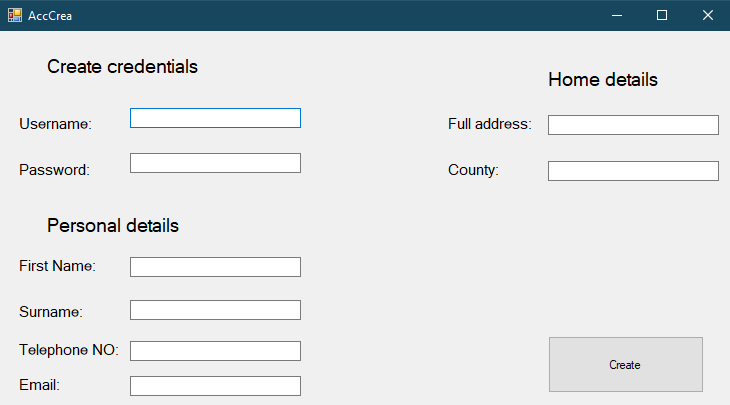 AccCrea
Create credentials
Username:
Password:
Personal details
First Name:
Surname:
Telephone NO:
Email:
Home details
Full address:
County:
Create